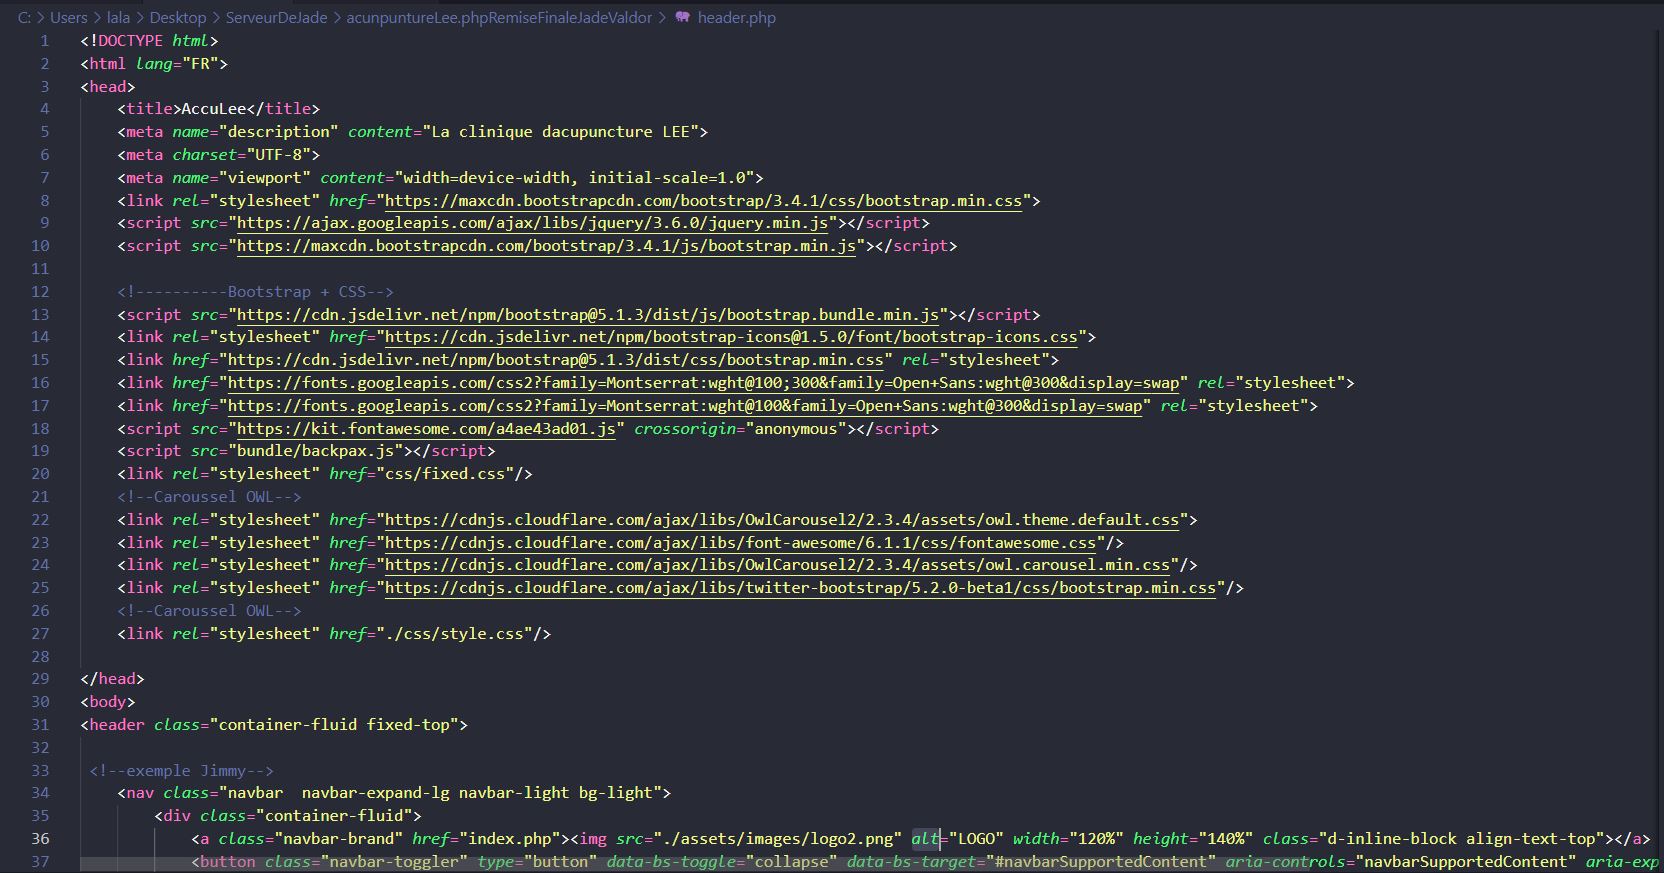 C: > Users > lala > Desktop > ServeurDeJade > acunpuntureLee.phpRemiseFinaleJadeValdor > header.php
1 <!DOCTYPE html>
2 <html lang="FR">
3 <head>
4 <title>AccuLee</title>
5 <meta name="description" content="La clinique dacupuncture LEE">
6 <meta charset="UTF-8">
7 <meta name="viewport" content="width=device-width, initial-scale=1.0">
8 <link rel="stylesheet" href="https://maxcdn.bootstrapcdn.com/bootstrap/3.4.1/css/bootstrap.min.css">
9 <script src="https://ajax.googleapis.com/ajax/libs/jquery/3.6.0/jquery.min.js"></script>
10 <script src="https://maxcdn.bootstrapcdn.com/bootstrap/3.4.1/js/bootstrap.min.js"></script>
11
12 <!----------Bootstrap + CSS-->
13 <script src="https://cdn.jsdelivr.net/npm/bootstrap@5.1.3/dist/js/bootstrap.bundle.min.js"></script>
14 <link rel="stylesheet" href="https://cdn.jsdelivr.net/npm/bootstrap-icons@1.5.0/font/bootstrap-icons.css">
15 <link href="https://cdn.jsdelivr.net/npm/bootstrap@5.1.3/dist/css/bootstrap.min.css" rel="stylesheet">
16 <link href="https://fonts.googleapis.com/css2?family=Montserrat:wght@100;300&family=Open+Sans:wght@300&display=swap" rel="stylesheet">
17 <link href="https://fonts.googleapis.com/css2?family=Montserrat:wght@100&family=Open+Sans:wght@300&display=swap" rel="stylesheet">
18 <script src="https://kit.fontawesome.com/a4ae43ad01.js" crossorigin="anonymous"></script>
19 <script src="bundle/backpax.js"></script>
20 <link rel="stylesheet" href="css/fixed.css"/>
21 <!--Caroussel OWL-->
22 <link rel="stylesheet" href="https://cdnjs.cloudflare.com/ajax/libs/OwlCarousel2/2.3.4/assets/owl.theme.default.css">
23 <link rel="stylesheet" href="https://cdnjs.cloudflare.com/ajax/libs/font-awesome/6.1.1/css/fontawesome.css"/>
24 <link rel="stylesheet" href="https://cdnjs.cloudflare.com/ajax/libs/OwlCarousel2/2.3.4/assets/owl.carousel.min.css"/>
25 <link rel="stylesheet" href="https://cdnjs.cloudflare.com/ajax/libs/twitter-bootstrap/5.2.0-beta1/css/bootstrap.min.css"/>
26 <!--Caroussel OWL-->
27 <link rel="stylesheet" href="./css/style.css"/>
28
29 </head>
30 <body>
31 <header class="container-fluid fixed-top">
32
33 <!--exemple Jimmy-->
34 <nav class="navbar  navbar-expand-lg navbar-light bg-light">
35 <div class="container-fluid">
36 <a class="navbar-brand" href="index.php"><img src="./assets/images/logo2.png" alt="LOGO" width="120%" height="140%" class="d-inline-block align-text-top"></a>
37 <button class="navbar-toggler" type="button" data-bs-toggle="collapse" data-bs-target="#navbarSupportedContent" aria-controls="navbarSupportedContent" aria-exp